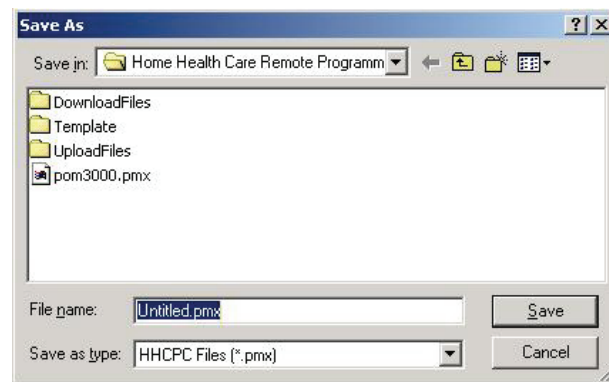 Save As
Save in: Home Health Care Remote Programm
DownloadFiles
Template
UploadFiles
pom3000.pmx
File name: Untitled.pmx Save
Save as type: HHCPC Files (*.pmx) Cancel